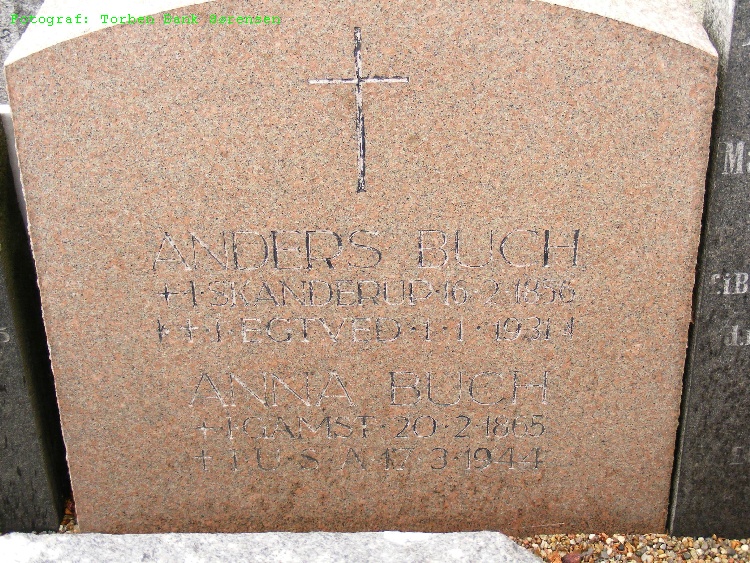 Fotograf: Torben Bank Sørensen
ANDERS BUCH
I SKANDERUP·16·2·1856
I EGTVED·1·1·1931
ANNA BUCH
I GAMST·20·2·1865
I U·S·A·17·3·1944